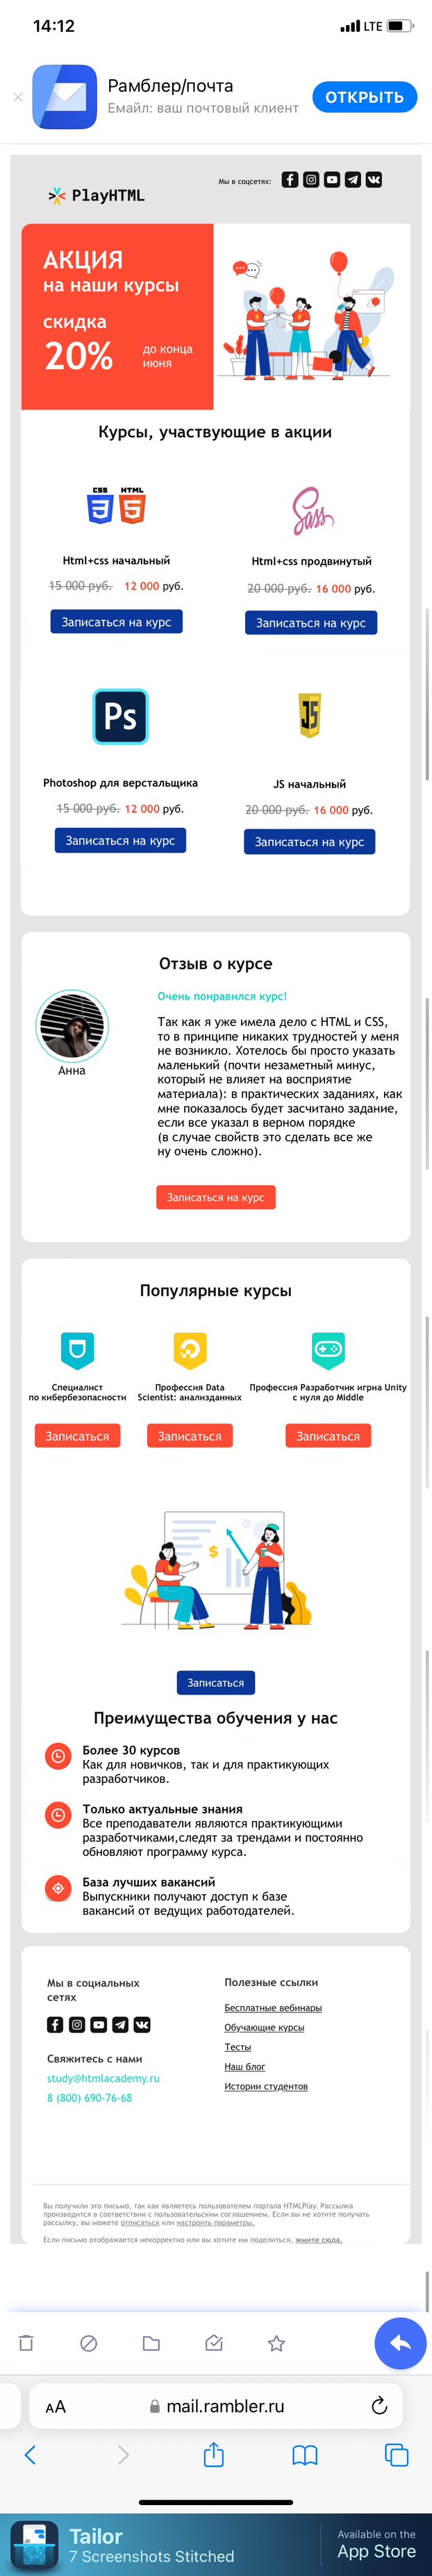 14:12
LTE
Рамблер/почта
Емайл: ваш почтовый клиент
ОТКРЫТЬ
Мы в соцсетях:
PlayHTML
АКЦИЯ
на наши курсы
скидка
20%
до конца
июня
Курсы, участвующие в акции
CSS HTML
Sass
Html+css начальный
Html+css продвинутый
15 000 руб. 12 000 руб.
20 000 руб. 16 000 руб.
Записаться на курс
Записаться на курс
Ps
JS
Photoshop для верстальщика
JS начальный
15 000 руб. 12 000 руб.
20 000 руб. 16 000 руб.
Записаться на курс
Записаться на курс
Отзыв о курсе
Очень понравился курс!
Так как я уже имела дело с HTML и CSS,
то в принципе никаких трудностей у меня
не возникло. Хотелось бы просто указать
маленький (почти незаметный минус,
который не влияет на восприятие
материала): в практических заданиях, как
мне показалось будет засчитано задание,
если все указал в верном порядке
(в случае свойств это сделать все же
ну очень сложно).
Анна
Записаться на курс
Популярные курсы
Специалист
по кибербезопасности
Профессия Data
Scientist: анализданных
Профессия Разработчик игрна Unity
с нуля до Middle
Записаться
Записаться
Записаться
Записаться
Преимущества обучения у нас
Более 30 курсов
Как для новичков, так и для практикующих
разработчиков.
Только актуальные знания
Все преподаватели являются практикующими
разработчиками,следят за трендами и постоянно
обновляют программу курса.
База лучших вакансий
Выпускники получают доступ к базе
вакансий от ведущих работодателей.
Мы в социальных
сетях
Свяжитесь с нами
study@htmlacademy.ru
8 (800) 690-76-68
Полезные ссылки
Бесплатные вебинары
Обучающие курсы
Тесты
Наш блог
Истории студентов
Вы получили это письмо, так как являетесь пользователем портала HTMLPlay. Рассылка
производится в соответствии с пользовательским соглашением. Если вы не хотите получать
рассылку, вы можете отписаться или настроить параметры.
Если письмо отображается некорректно или вы хотите им поделиться, жмите сюда.
AA
mail.rambler.ru
Tailor
7 Screenshots Stitched
Available on the
App Store